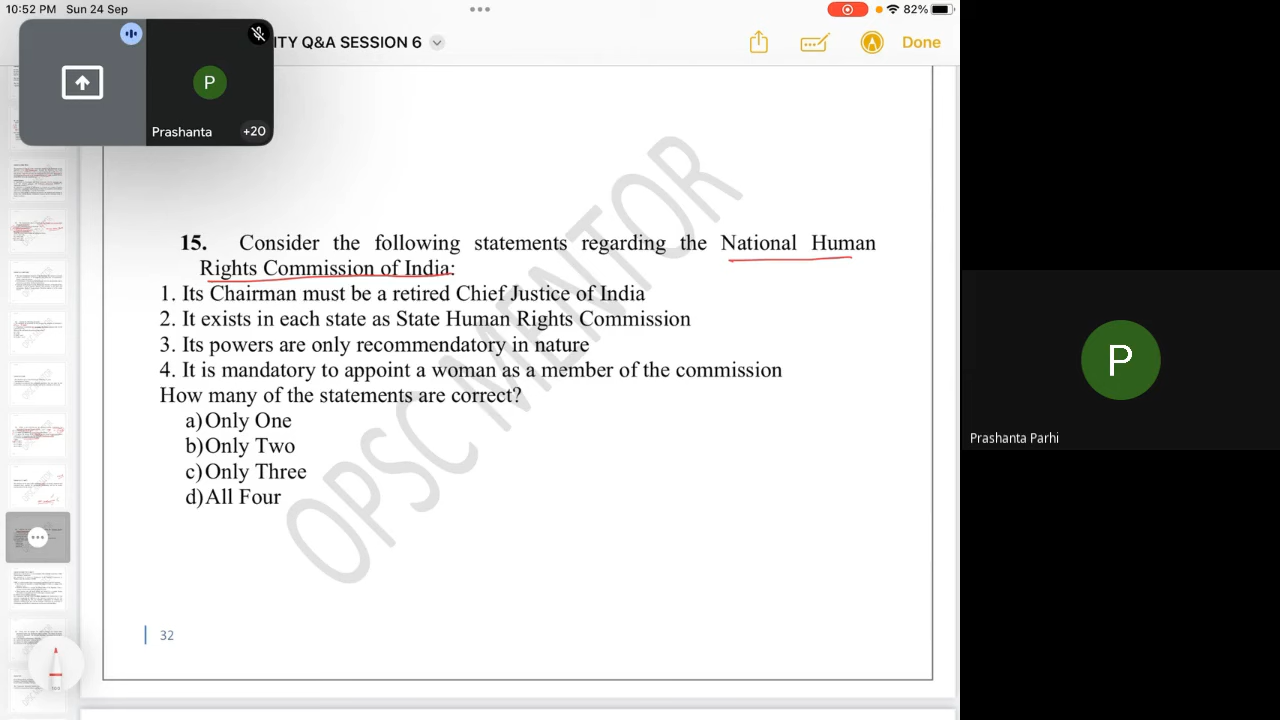 10:52 PM Sun 24 Sep
82%
ITY Q&A SESSION 6
Done
P
Prashanta
+20
15. Consider the following statements regarding the National Human
Rights Commission of India:
1. Its Chairman must be a retired Chief Justice of India
2. It exists in each state as State Human Rights Commission
3. Its powers are only recommendatory in nature
4. It is mandatory to appoint a woman as a member of the commission
How many of the statements are correct?
a) Only One
b) Only Two
c) Only Three
d) All Four
OPSC MENTOR
32
P
Prashanta Parhi